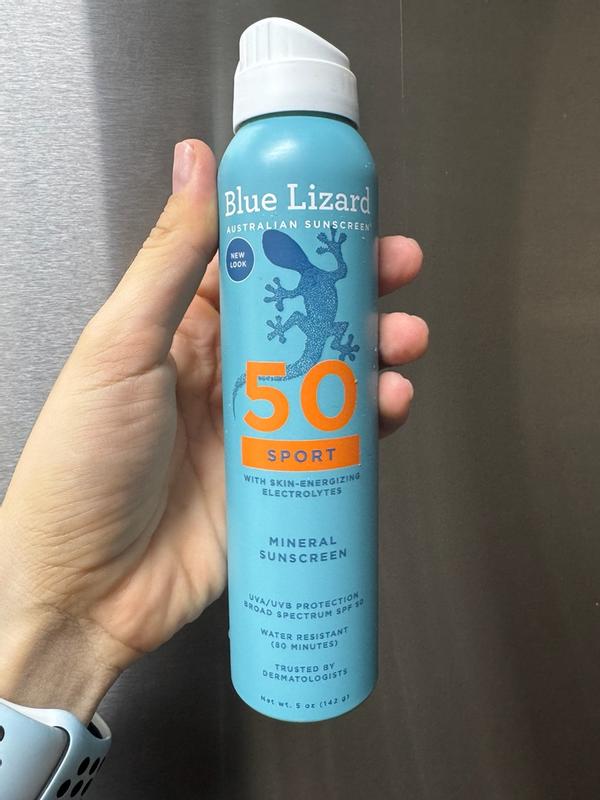 Blue Lizard
AUSTRALIAN SUNSCREEN
NEW
LOOK
50
SPORT
WITH SKIN-ENERGIZING
ELECTROLYTES
MINERAL
SUNSCREEN
UVA/UVB PROTECTION
BROAD SPECTRUM SPF 50
WATER RESISTANT
(80 MINUTES)
TRUSTED BY
DERMATOLOGISTS
Net wt. 5 oz (142 g)